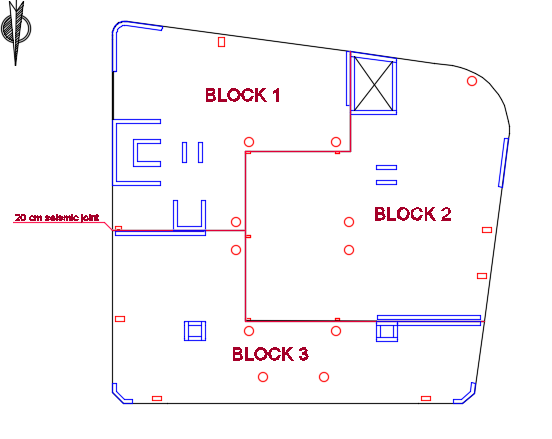 BLOCK 1
BLOCK 2
20 cm seismic joint
BLOCK 3